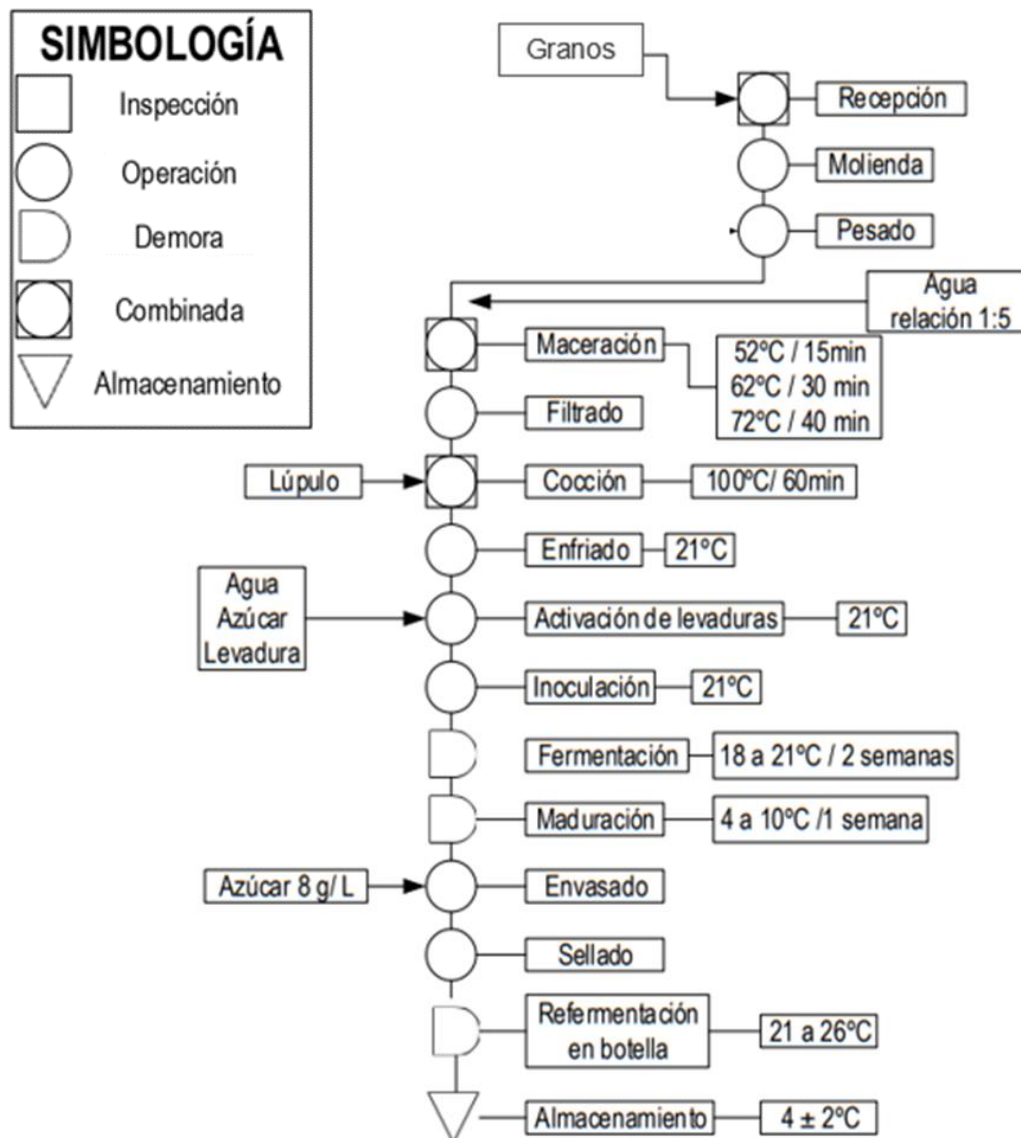 SIMBOLOGÍA
Inspección
Operación
Demora
Combinada
Almacenamiento
Granos
Recepción
Molienda
Pesado
Agua
relación 1:5
Maceración
52ºC / 15min
62ºC / 30 min
72ºC / 40 min
Filtrado
Lúpulo
Cocción
100ºC/ 60min
Enfriado
21ºC
Agua
Azúcar
Levadura
Activación de levaduras
21ºC
Inoculación
21ºC
Fermentación
18 a 21ºC / 2 semanas
Maduración
4 a 10ºC /1 semana
Azúcar 8 g/ L
Envasado
Sellado
Refermentación
en botella
21 a 26ºC
Almacenamiento
4 ± 2ºC